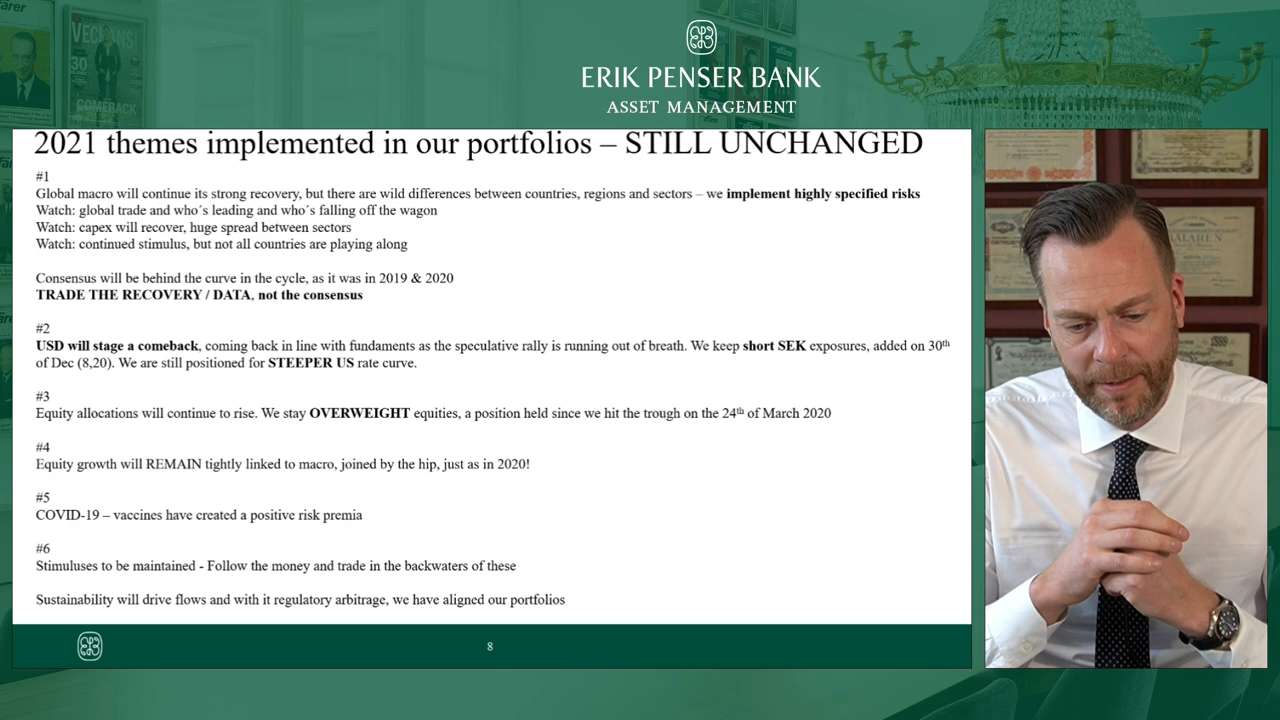 färer
VECKANS
30
COMEBACK
ERIK PENSER BANK
ASSET MANAGEMENT
2021 themes implemented in our portfolios – STILL UNCHANGED
#1
Global macro will continue its strong recovery, but there are wild differences between countries, regions and sectors – we implement highly specified risks
Watch: global trade and who´s leading and who´s falling off the wagon
Watch: capex will recover, huge spread between sectors
Watch: continued stimulus, but not all countries are playing along
Consensus will be behind the curve in the cycle, as it was in 2019 & 2020
TRADE THE RECOVERY / DATA, not the consensus
#2
USD will stage a comeback, coming back in line with fundaments as the speculative rally is running out of breath. We keep short SEK exposures, added on 30th
of Dec (8,20). We are still positioned for STEEPER US rate curve.
#3
Equity allocations will continue to rise. We stay OVERWEIGHT equities, a position held since we hit the trough on the 24th of March 2020
#4
Equity growth will REMAIN tightly linked to macro, joined by the hip, just as in 2020!
#5
COVID-19 – vaccines have created a positive risk premia
#6
Stimuluses to be maintained - Follow the money and trade in the backwaters of these
Sustainability will drive flows and with it regulatory arbitrage, we have aligned our portfolios
8